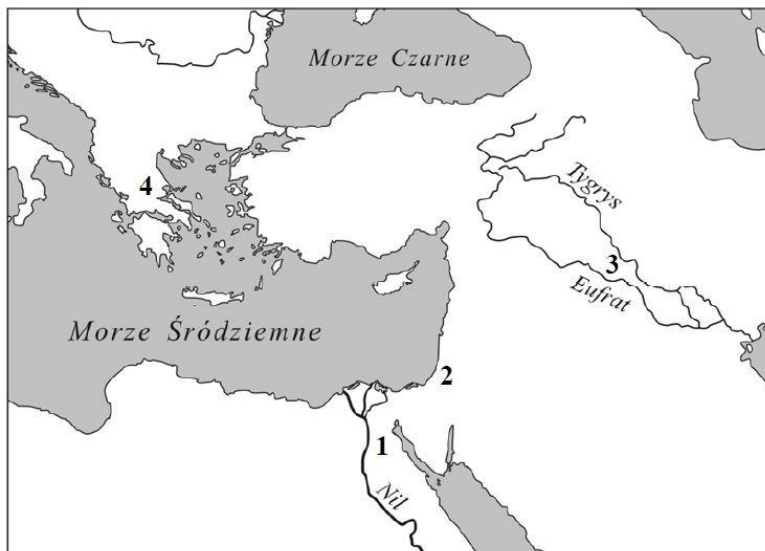 Morze Czarne
4
Tygrys
3
Eufrat
Morze Śródziemne
2
1
Nil